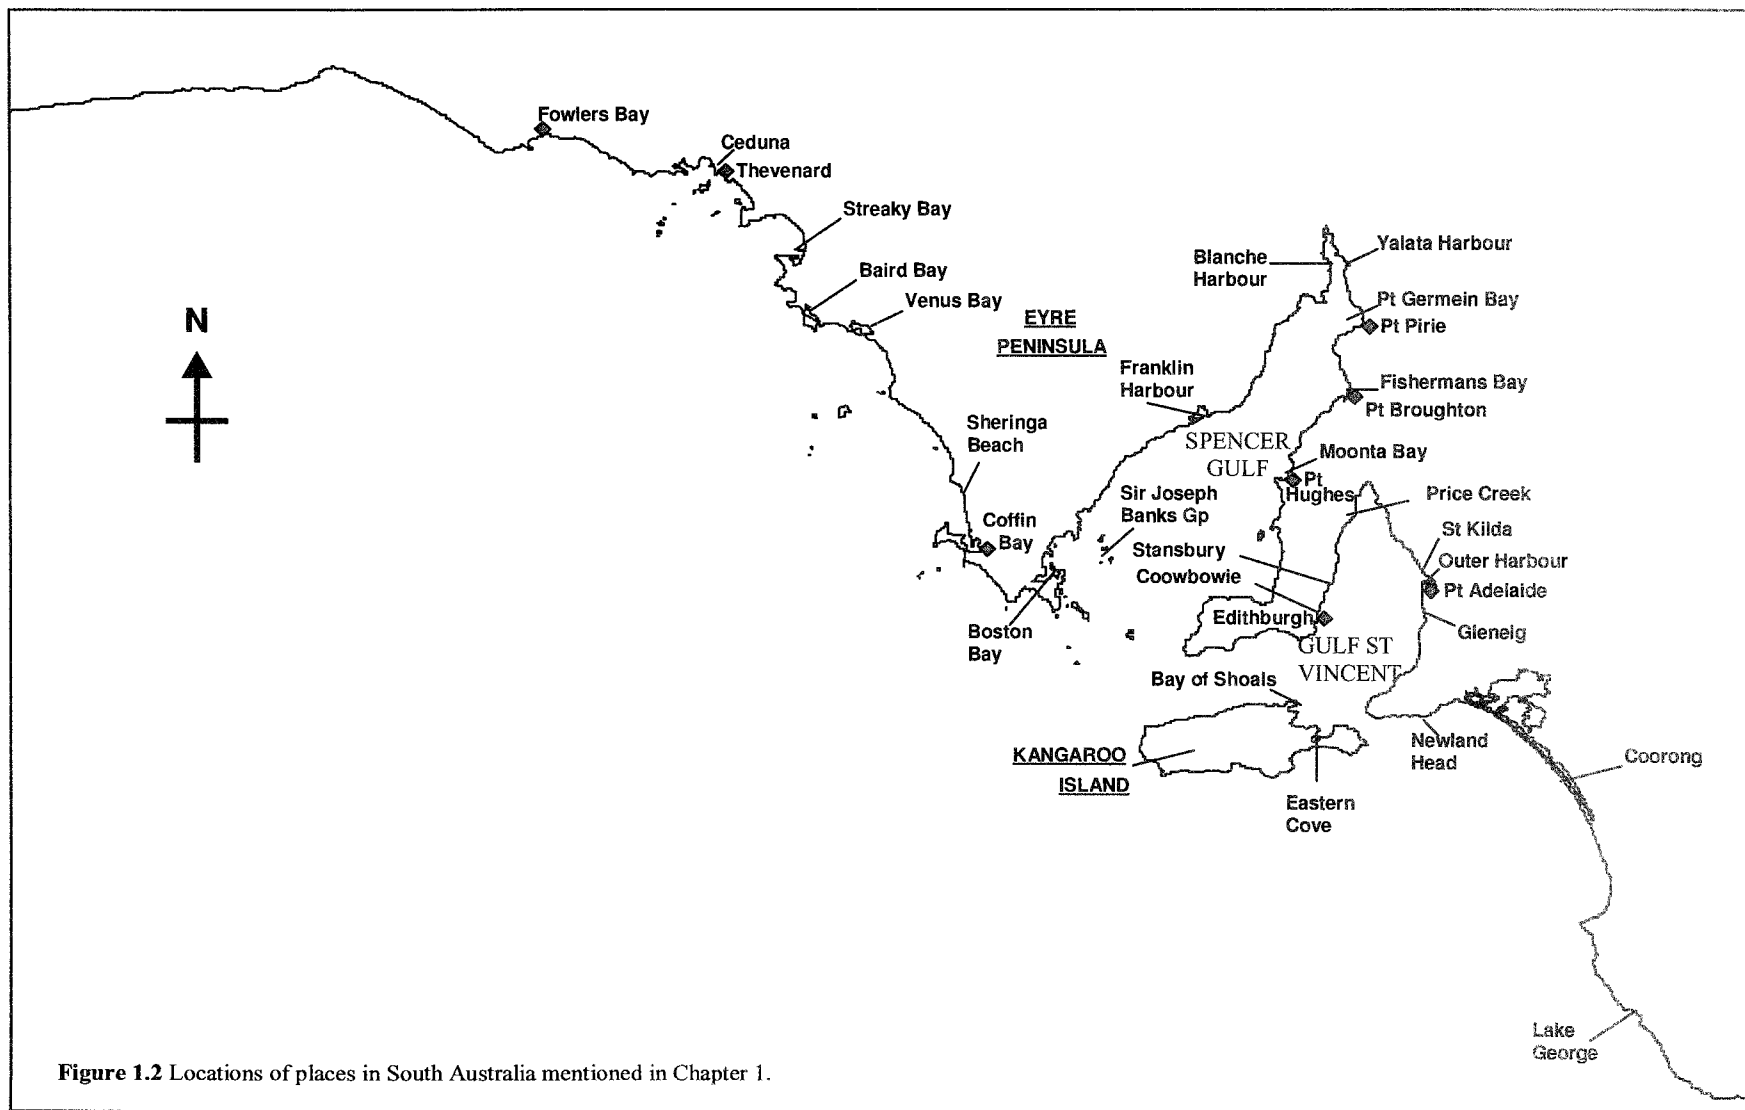 Fowlers Bay
Ceduna
Thevenard
Streaky Bay
Baird Bay
Venus Bay
Blanche
Harbour
Yalata Harbour
Pt Germein Bay
Pt Pirie
EYRE
PENINSULA
Franklin
Harbour
Fishermans Bay
Pt Broughton
N
Sheringa
Beach
SPENCER
GULF
Moonta Bay
Pt
Hughes
Sir Joseph
Banks Gp
Price Creek
Coffin
Bay
Stansbury
Coowbowie
St Kilda
Outer Harbour
Pt Adelaide
Edithburgh
Glenelg
Boston
Bay
GULF ST
VINCENT
Bay of Shoals
KANGAROO
ISLAND
Newland
Head
Coorong
Eastern
Cove
Lake
George
Figure 1.2 Locations of places in South Australia mentioned in Chapter 1.